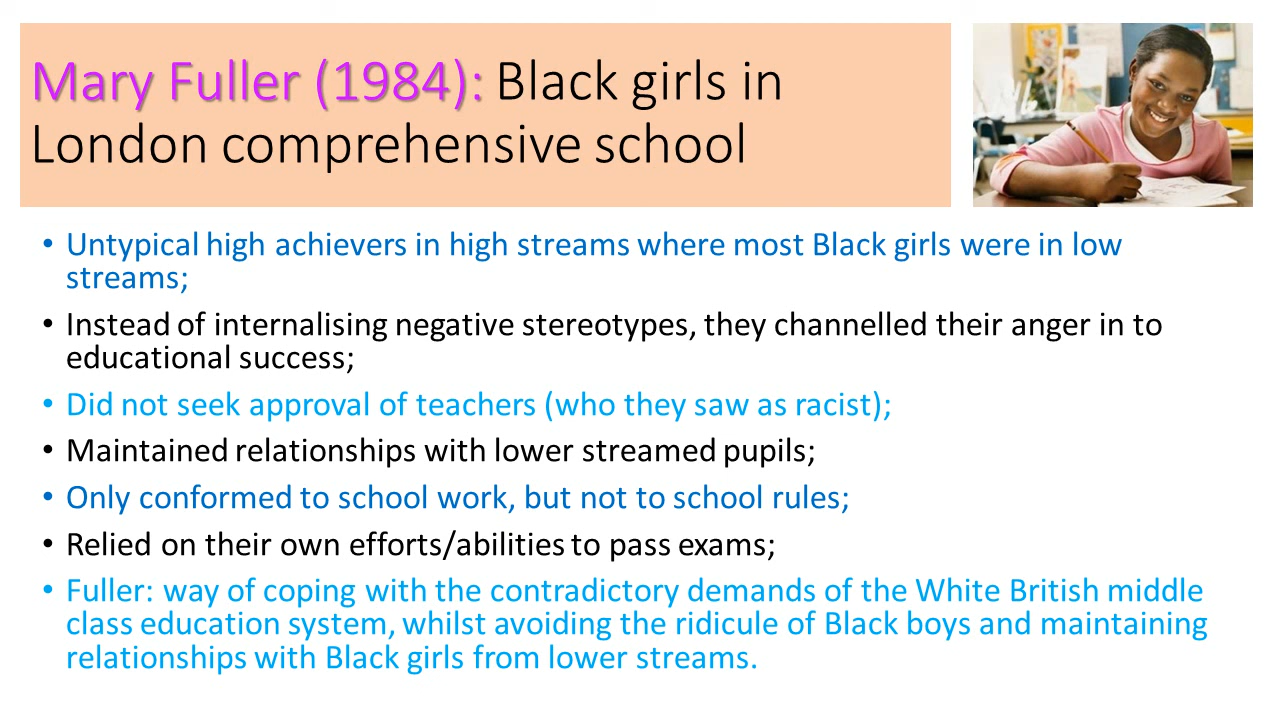 Mary Fuller (1984): Black girls in
London comprehensive school
• Untypical high achievers in high streams where most Black girls were in low
streams;
• Instead of internalising negative stereotypes, they channelled their anger in to
educational success;
• Did not seek approval of teachers (who they saw as racist);
• Maintained relationships with lower streamed pupils;
• Only conformed to school work, but not to school rules;
• Relied on their own efforts/abilities to pass exams;
• Fuller: way of coping with the contradictory demands of the White British middle
class education system, whilst avoiding the ridicule of Black boys and maintaining
relationships with Black girls from lower streams.